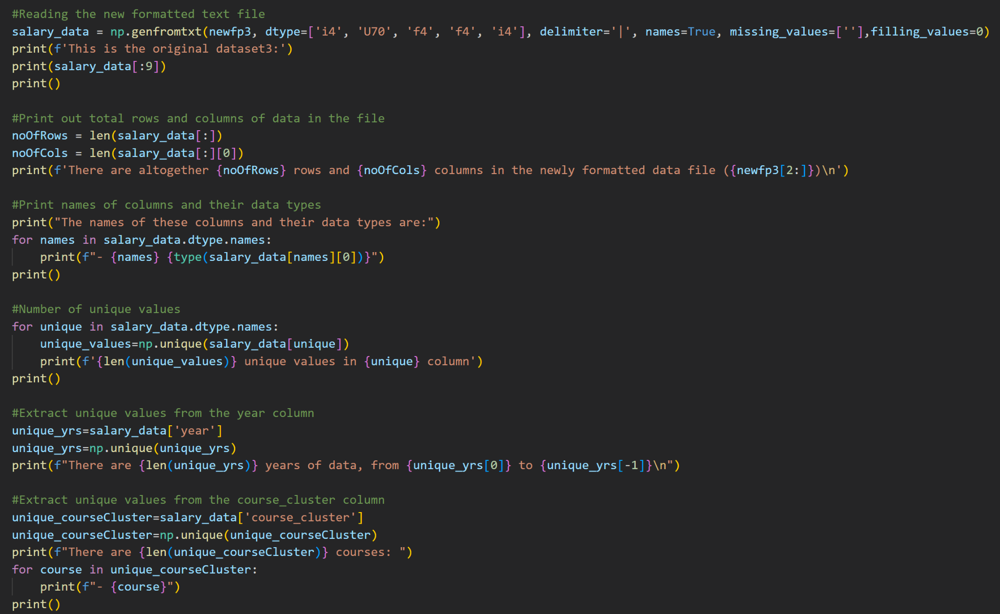 #Reading the new formatted text file
salary_data = np.genfromtxt(newfp3, dtype=['i4', 'U70', 'f4', 'f4', 'i4'], delimiter='|', names=True, missing_values=[''],filling_values=0)
print(f'This is the original dataset3:')
print(salary_data[:9])
print()

#Print out total rows and columns of data in the file
noOfRows = len(salary_data[:])
noOfCols = len(salary_data[:][0])
print(f'There are altogether {noOfRows} rows and {noOfCols} columns in the newly formatted data file ({newfp3[2:]})\n')

#Print names of columns and their data types
print("The names of these columns and their data types are:")
for names in salary_data.dtype.names:
    print(f"- {names} {type(salary_data[names][0])}")
print()

#Number of unique values
for unique in salary_data.dtype.names:
    unique_values=np.unique(salary_data[unique])
    print(f'{len(unique_values)} unique values in {unique} column')
print()

#Extract unique values from the year column
unique_yrs=salary_data['year']
unique_yrs=np.unique(unique_yrs)
print(f"There are {len(unique_yrs)} years of data, from {unique_yrs[0]} to {unique_yrs[-1]}\n")

#Extract unique values from the course_cluster column
unique_courseCluster=salary_data['course_cluster']
unique_courseCluster=np.unique(unique_courseCluster)
print(f"There are {len(unique_courseCluster)} courses: ")
for course in unique_courseCluster:
    print(f"- {course}")
print()